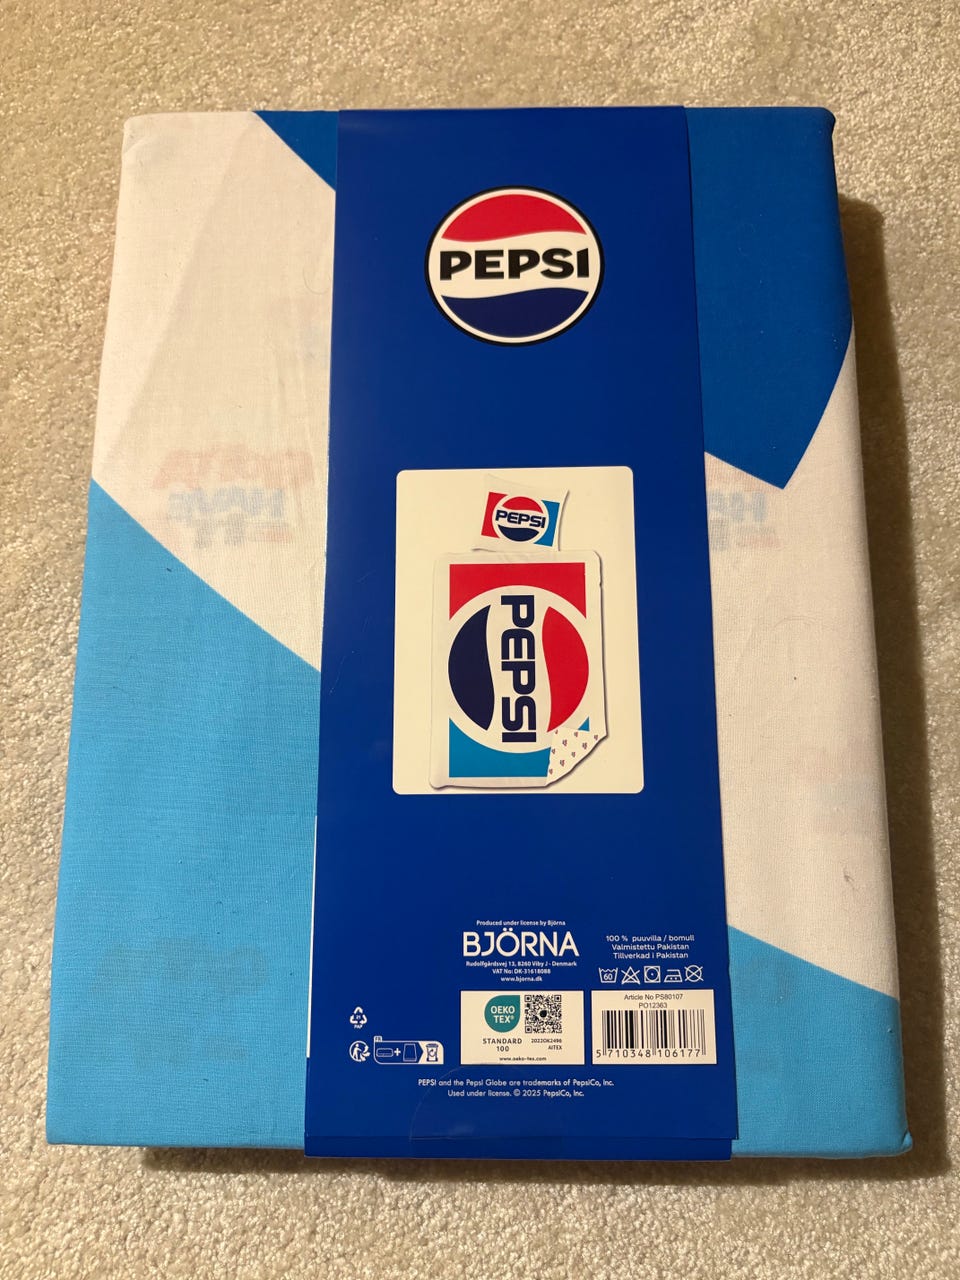 PEPSI
PEPSI
PEPSI
Produced under license by Björna
BJÖRNA
Rudolfgårdsvej 13, 8260 Viby J - Denmark
VAT No: DK-31618088
www.bjorna.dk
100 % puuvilla / bomull
Valmistettu Pakistan
Tillverkad i Pakistan
60
OEKO
TEX®
STANDARD
100
2022OK2496
AITEX
www.oeko-tex.com
Article No PS80107
PO12363
5 710348 106177
21
PAP
PEPSI and the Pepsi Globe are trademarks of PepsiCo, Inc.
Used under license. © 2025 PepsiCo, Inc.